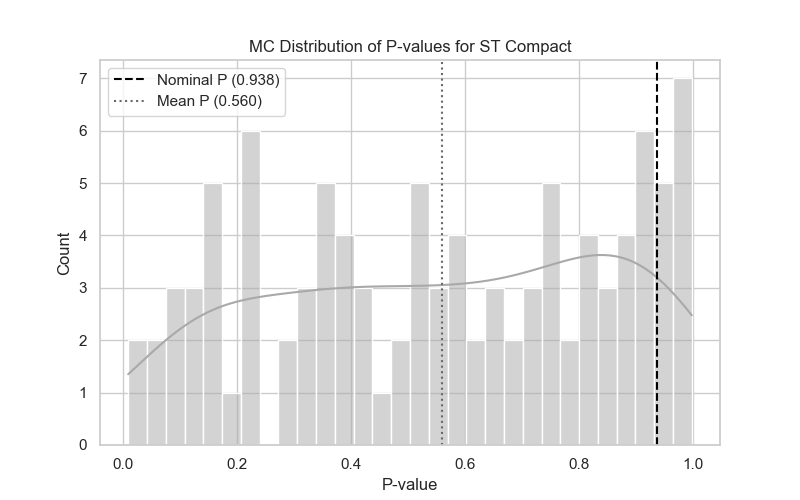 MC Distribution of P-values for ST Compact
Nominal P (0.938)
Mean P (0.560)
Count
7
6
5
4
3
2
1
0
0.0 0.2 0.4 0.6 0.8 1.0
P-value